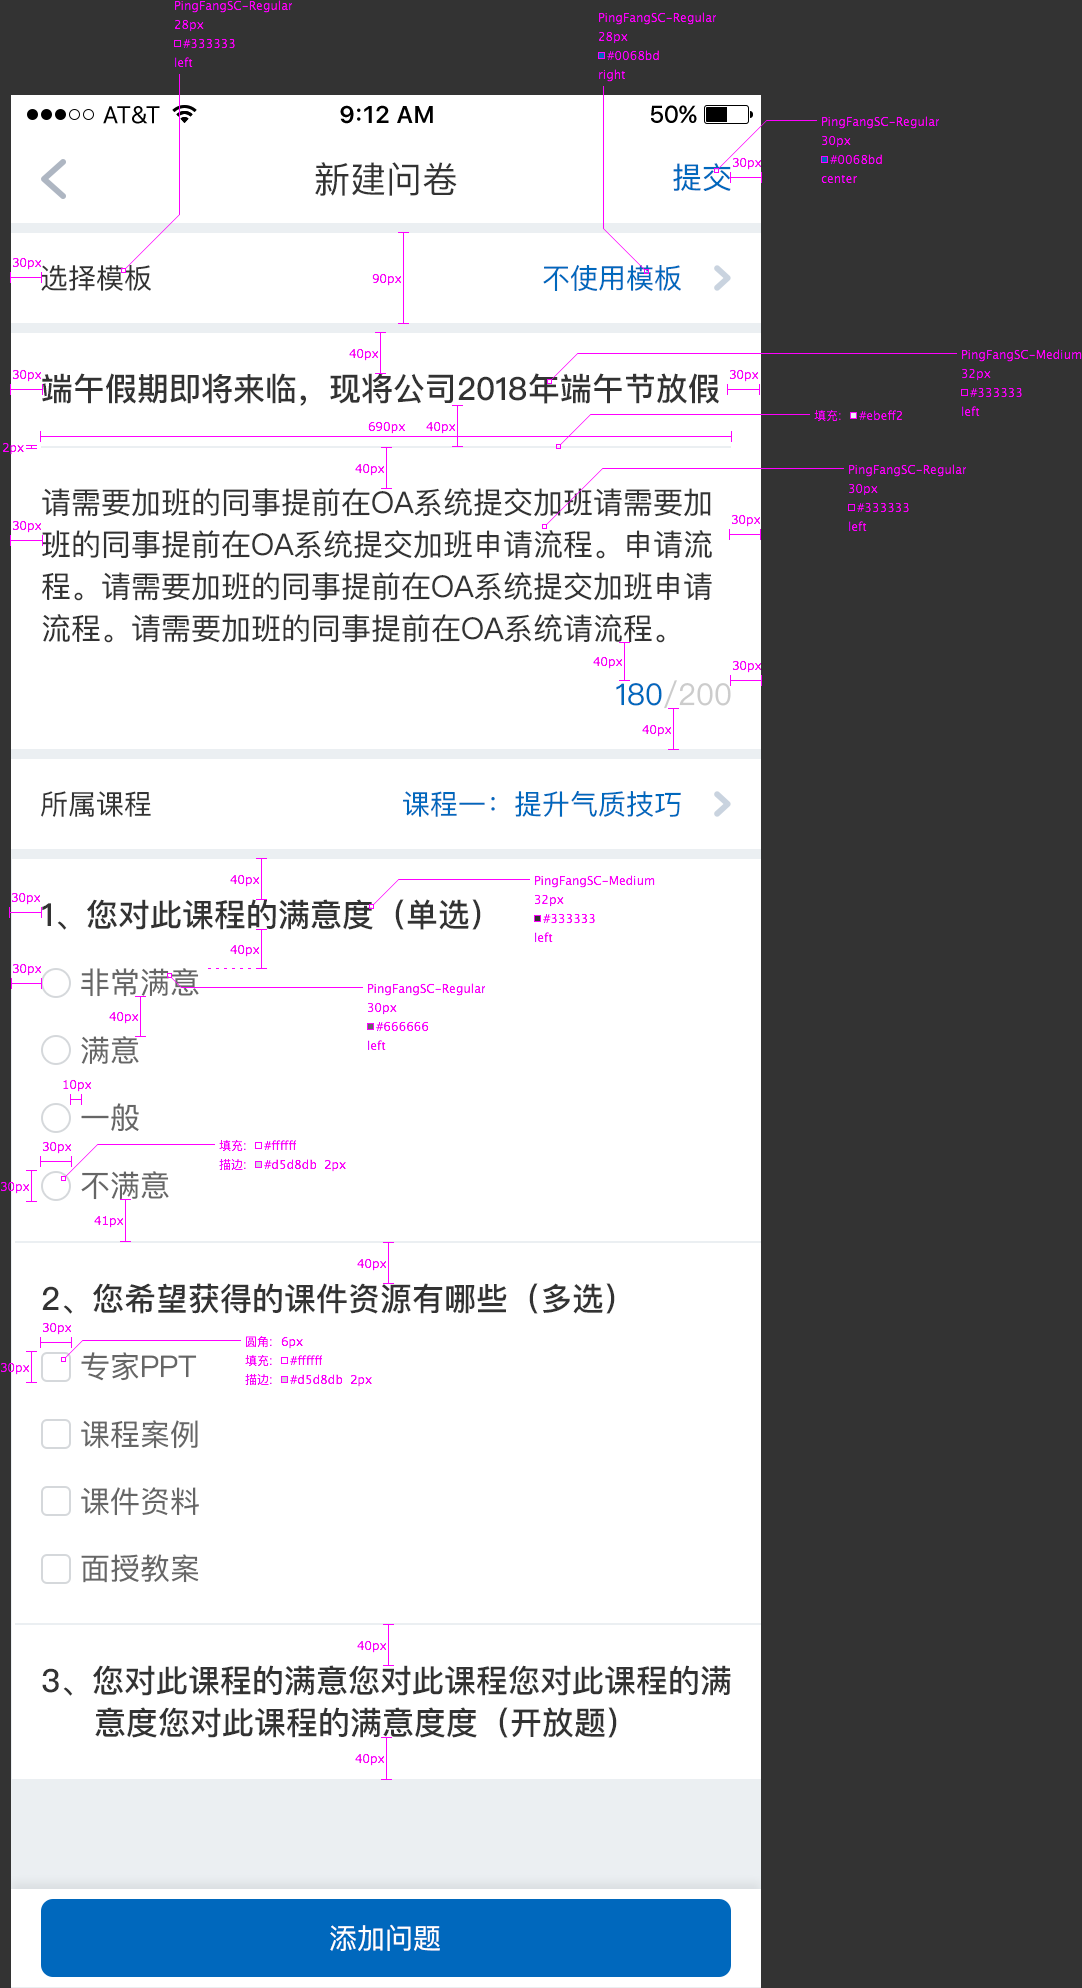 PingFangSC-Regular
28px
#333333
left
PingFangSC-Regular
28px
#0068bd
right
AT&T
9:12 AM
50%
PingFangSC-Regular
30px
#0068bd
center
新建问卷
提交
30px
30px
选择模板
90px
不使用模板
40px
PingFangSC-Medium
32px
#333333
left
30px
端午假期即将来临，现将公司2018年端午节放假
30px
填充: #ebeff2
690px
40px
2px
40px
PingFangSC-Regular
30px
#333333
left
请需要加班的同事提前在OA系统提交加班请需要加
30px
班的同事提前在OA系统提交加班申请流程。申请流
30px
程。请需要加班的同事提前在OA系统提交加班申请
流程。请需要加班的同事提前在OA系统请流程。
40px
30px
180/200
40px
所属课程
课程一：提升气质技巧
40px
PingFangSC-Medium
32px
#333333
left
30px
1、您对此课程的满意度（单选）
40px
30px
非常满意
PingFangSC-Regular
30px
#666666
left
40px
满意
10px
一般
30px
填充: #ffffff
描边: #d5d8db 2px
30px
不满意
41px
40px
2、您希望获得的课件资源有哪些（多选）
30px
圆角: 6px
填充: #ffffff
描边: #d5d8db 2px
30px
专家PPT
课程案例
课件资料
面授教案
40px
3、您对此课程的满意您对此课程您对此课程的满
意度您对此课程的满意度度（开放题）
40px
添加问题